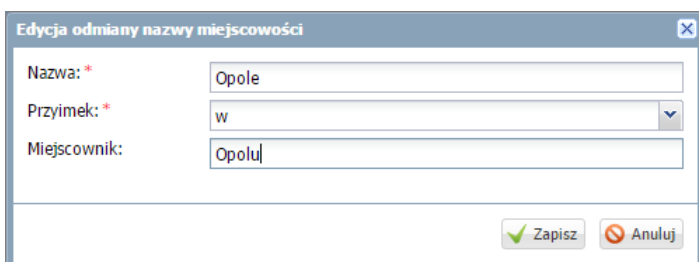 Edycja odmiany nazwy miejscowości
Nazwa: * Opole
Przyimek: * w
Miejscownik: Opolu
Zapisz Anuluj